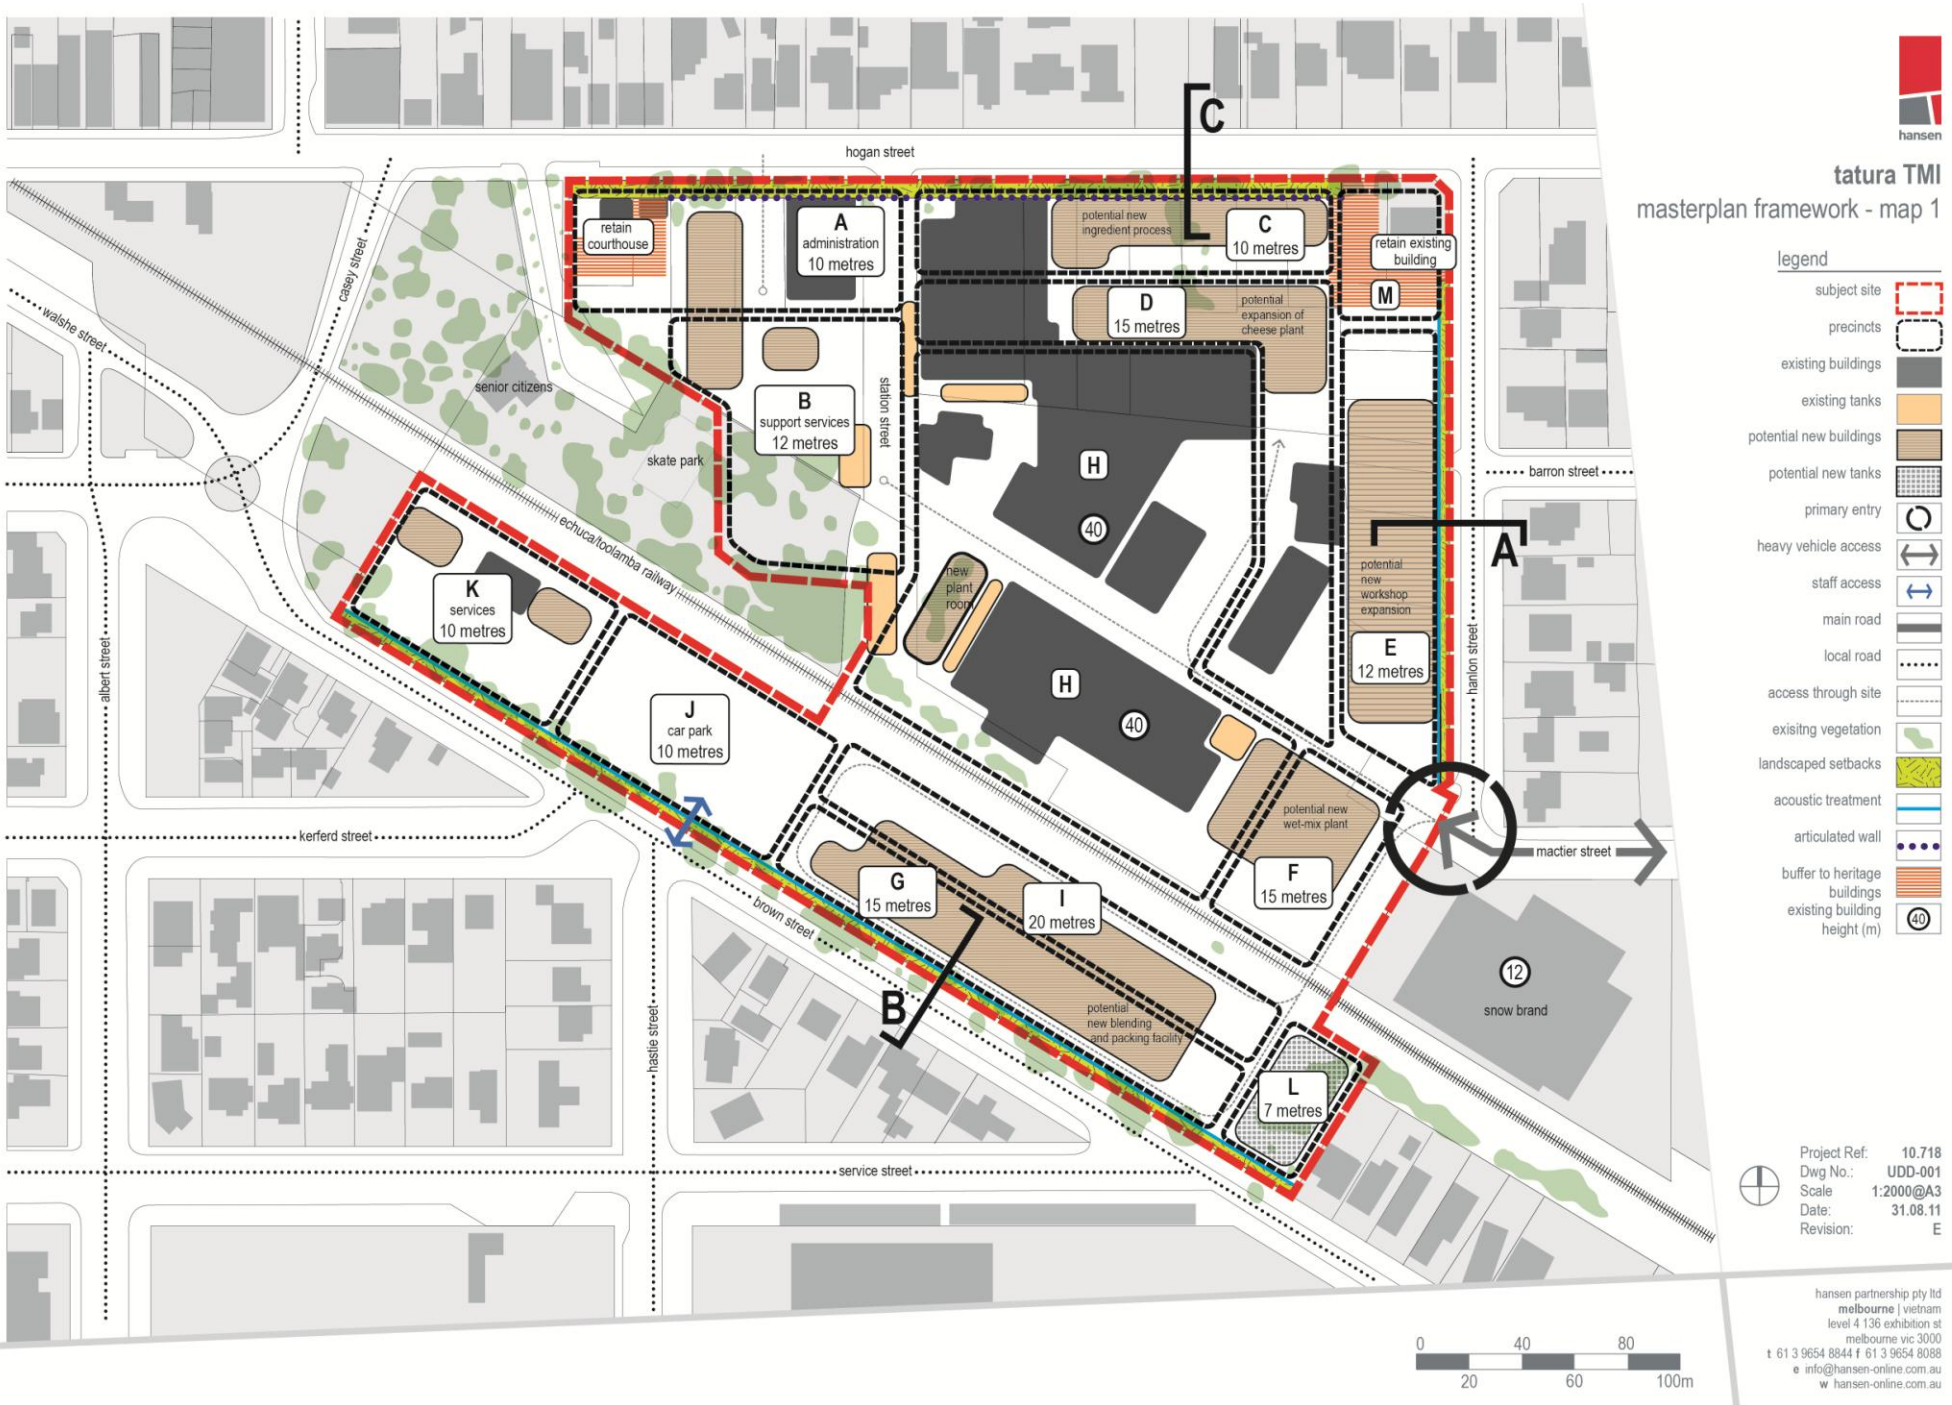 hansen
tatura TMI
masterplan framework - map 1
legend
subject site
precincts
existing buildings
existing tanks
potential new buildings
potential new tanks
primary entry
heavy vehicle access
staff access
main road
local road
access through site
exisitng vegetation
landscaped setbacks
acoustic treatment
articulated wall
buffer to heritage
buildings
existing building
height (m)
40
hogan street
C
retain
courthouse
A
administration
10 metres
potential new
ingredient process
C
10 metres
retain existing
building
M
D
15 metres
potential
expansion of
cheese plant
casey street
walshe street
senior citizens
B
support services
12 metres
station street
skate park
H
40
barron street
A
potential
new
workshop
expansion
E
12 metres
hanlon street
echuca/toolamba railway
new
plant
room
K
services
10 metres
albert street
J
car park
10 metres
H
40
potential new
wet-mix plant
F
15 metres
mactier street
kerferd street
G
15 metres
I
20 metres
brown street
B
potential
new blending
and packing facility
12
snow brand
hastie street
L
7 metres
service street
Project Ref: 10.718
Dwg No.: UDD-001
Scale 1:2000@A3
Date: 31.08.11
Revision: E
hansen partnership pty ltd
melbourne | vietnam
level 4 136 exhibition st
melbourne vic 3000
t 61 3 9654 8844 f 61 3 9654 8088
e info@hansen-online.com.au
w hansen-online.com.au
0 40 80
20 60 100m